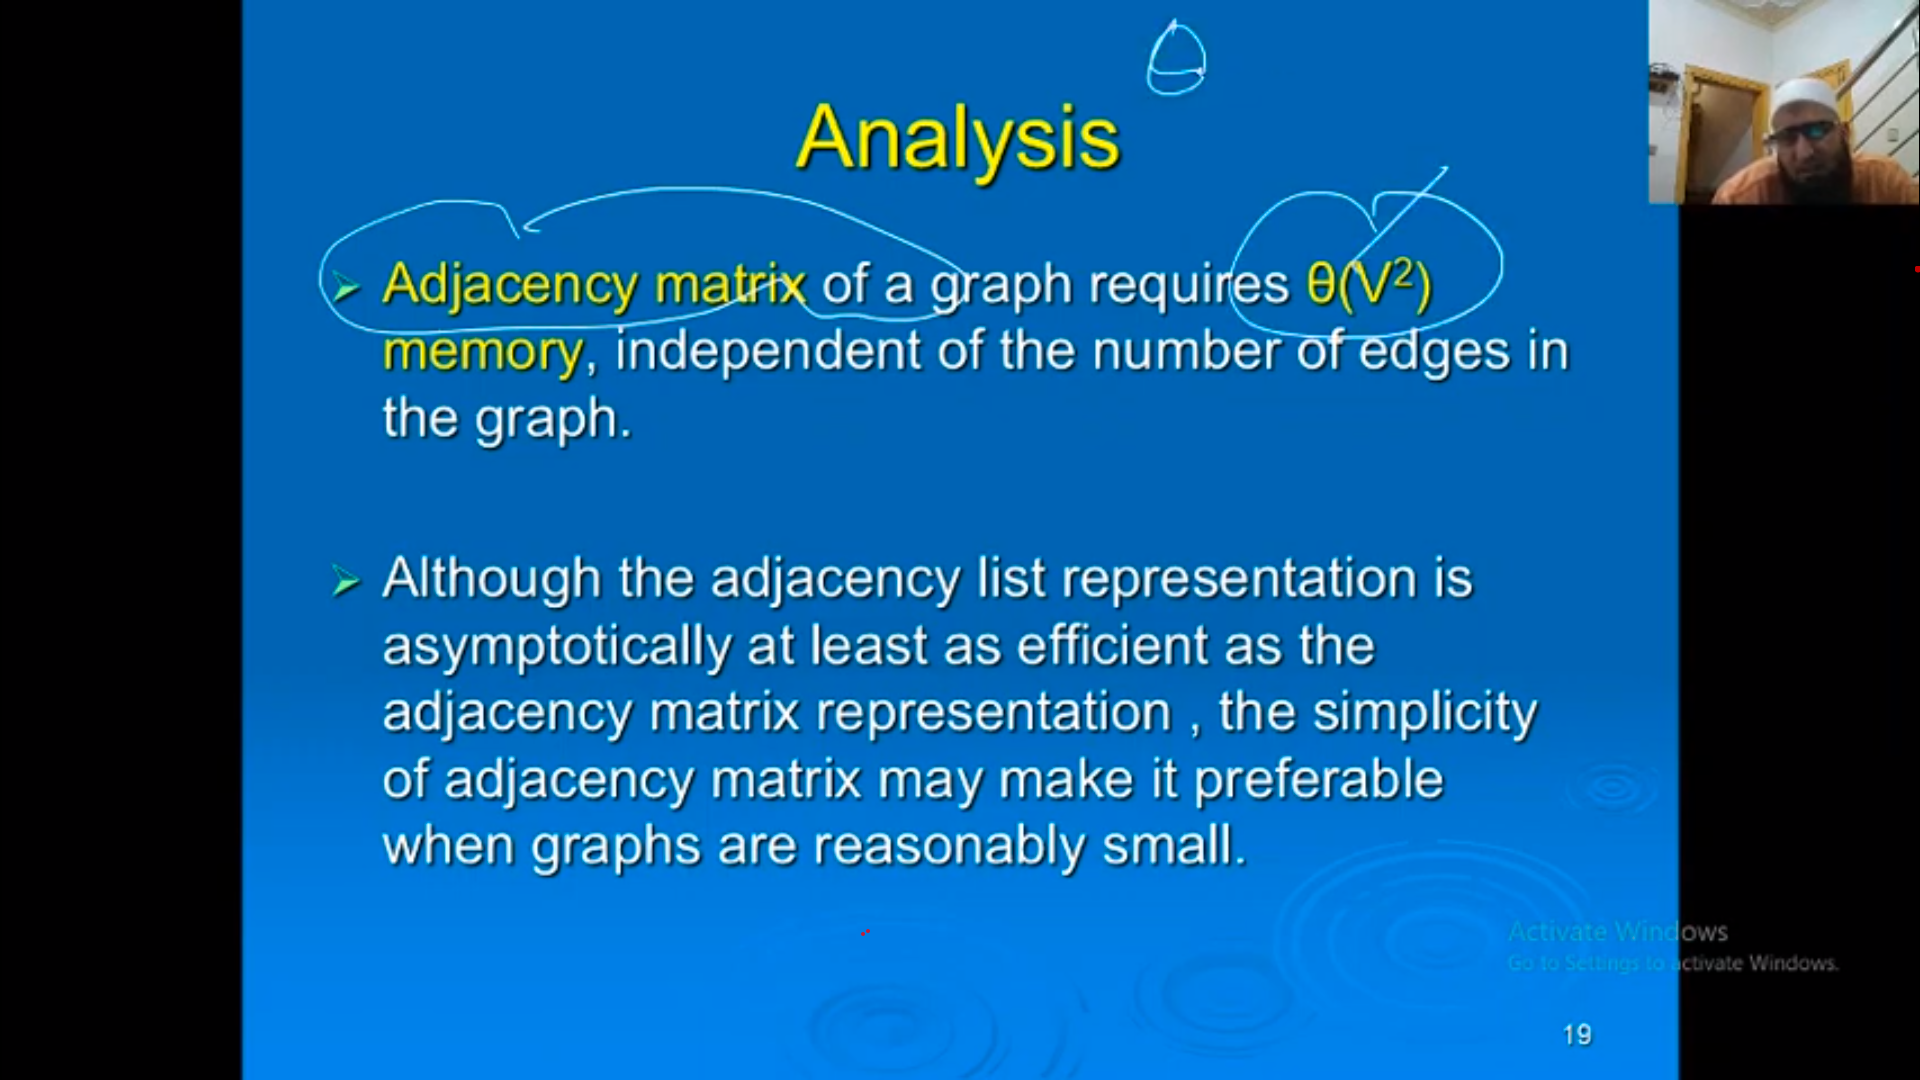 θ
Analysis
➢ Adjacency matrix of a graph requires θ(V²)
memory, independent of the number of edges in
the graph.
➢ Although the adjacency list representation is
asymptotically at least as efficient as the
adjacency matrix representation , the simplicity
of adjacency matrix may make it preferable
when graphs are reasonably small.
Activate Windows
Go to Settings to activate Windows.
19